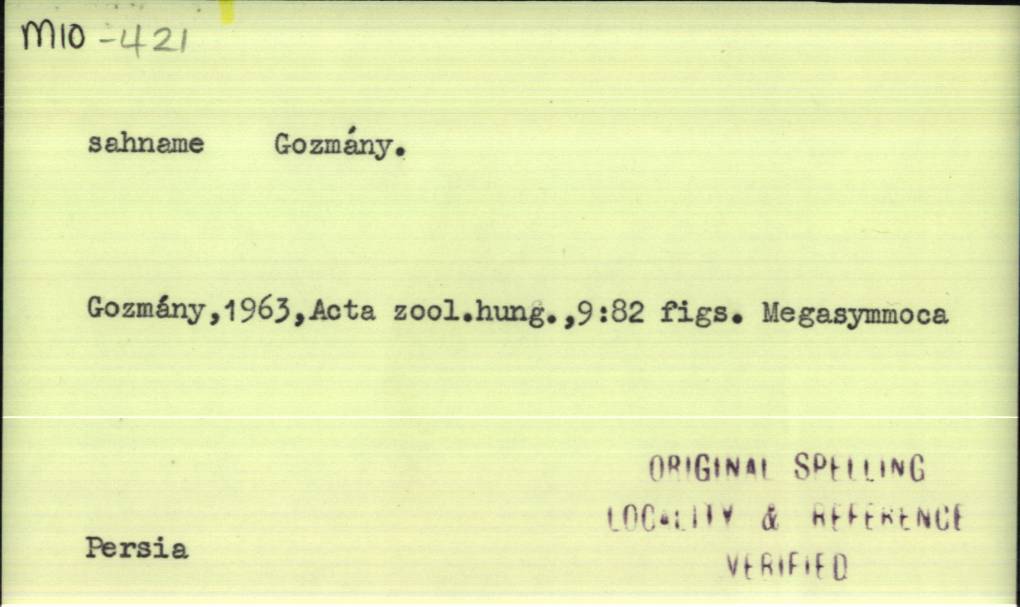 M10 -421
sahname Gozmány.
Gozmány,1963,Acta zool.hung.,9:82 figs. Megasymmoca
ORIGINAL SPELLING
LOCALITY & REFERENCE
Persia
VERIFIED